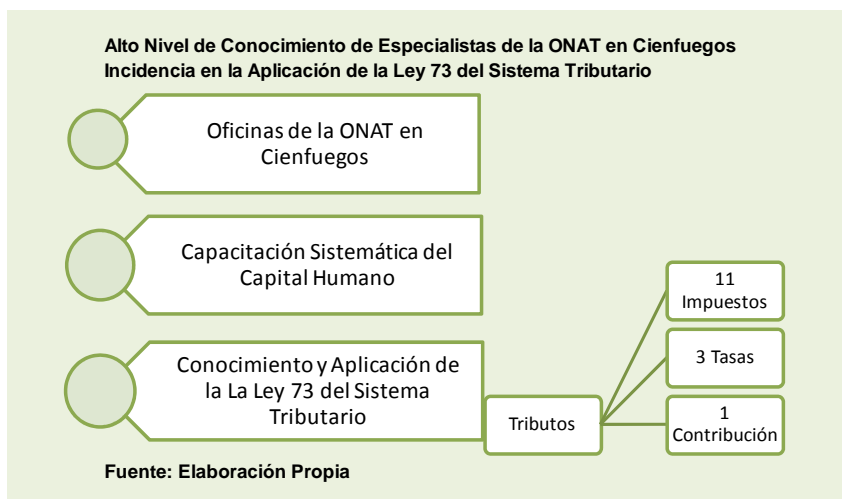 Alto Nivel de Conocimiento de Especialistas de la ONAT en Cienfuegos
Incidencia en la Aplicación de la Ley 73 del Sistema Tributario
Oficinas de la ONAT en
Cienfuegos
Capacitación Sistemática del
Capital Humano
Conocimiento y Aplicación de
la La Ley 73 del Sistema
Tributario
Tributos
11
Impuestos
3 Tasas
1
Contribución
Fuente: Elaboración Propia